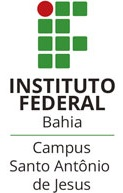 INSTITUTO
FEDERAL
Bahia
Campus
Santo Antônio
de Jesus